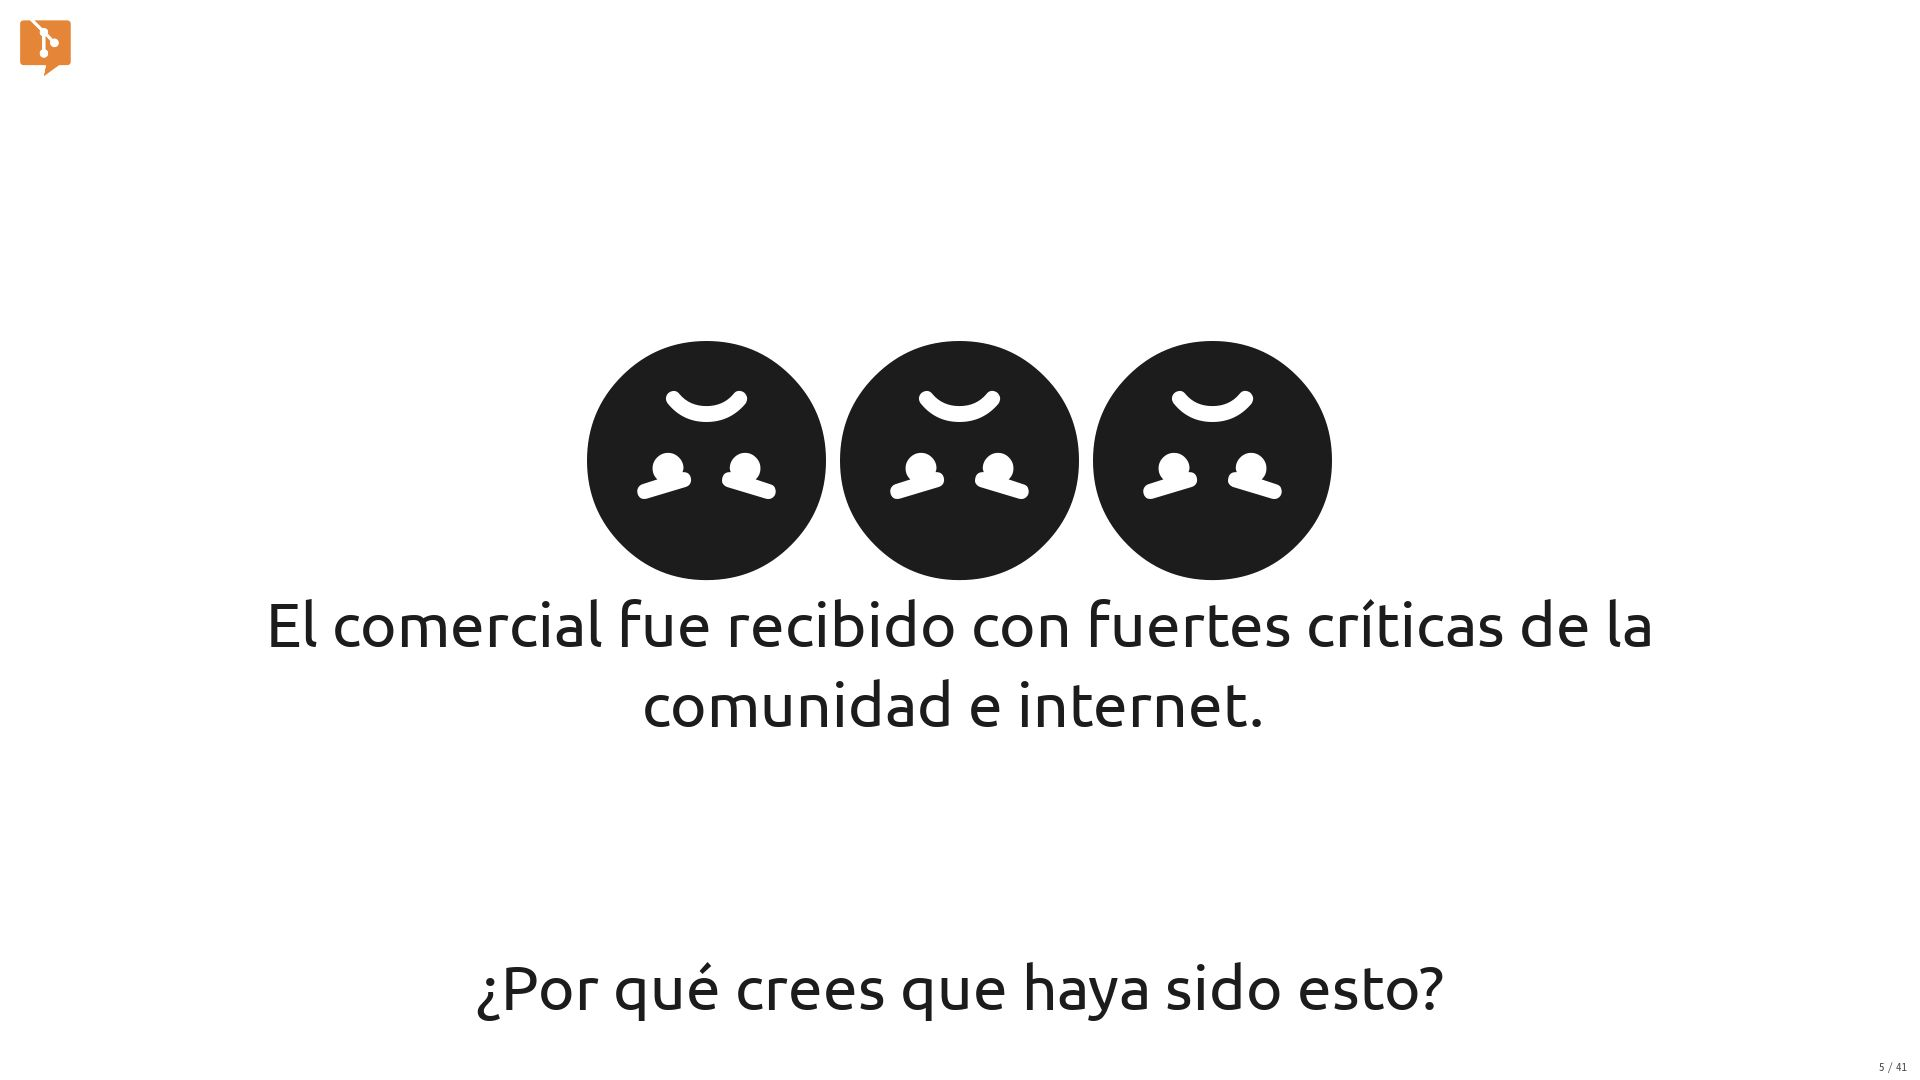 El comercial fue recibido con fuertes críticas de la
comunidad e internet.
¿Por qué crees que haya sido esto?
5 / 41